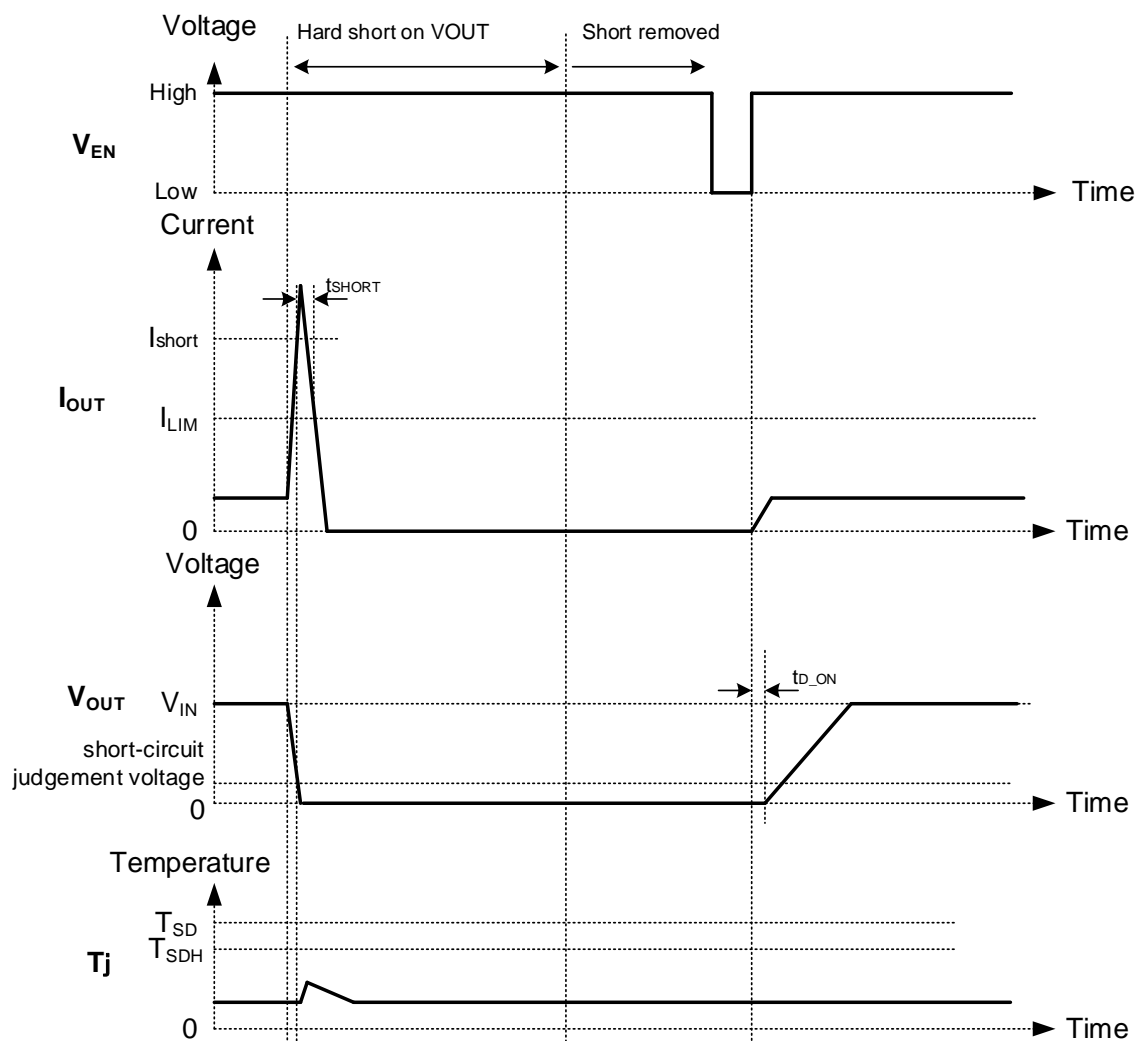 Voltage
Hard short on VOUT
Short removed
High
VEN
Low
Time
Current
tSHORT
Ishort
IOUT
ILIM
0
Time
Voltage
tD_ON
VOUT
VIN
short-circuit
judgement voltage
0
Time
Temperature
TSD
TSDH
Tj
0
Time